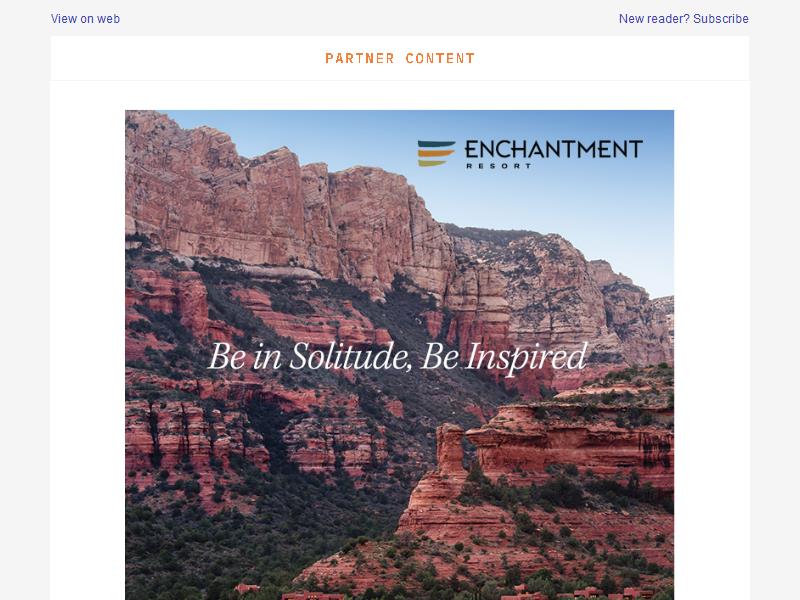 View on web
New reader? Subscribe
PARTNER CONTENT
ENCHANTMENT
RESORT
Be in Solitude, Be Inspired